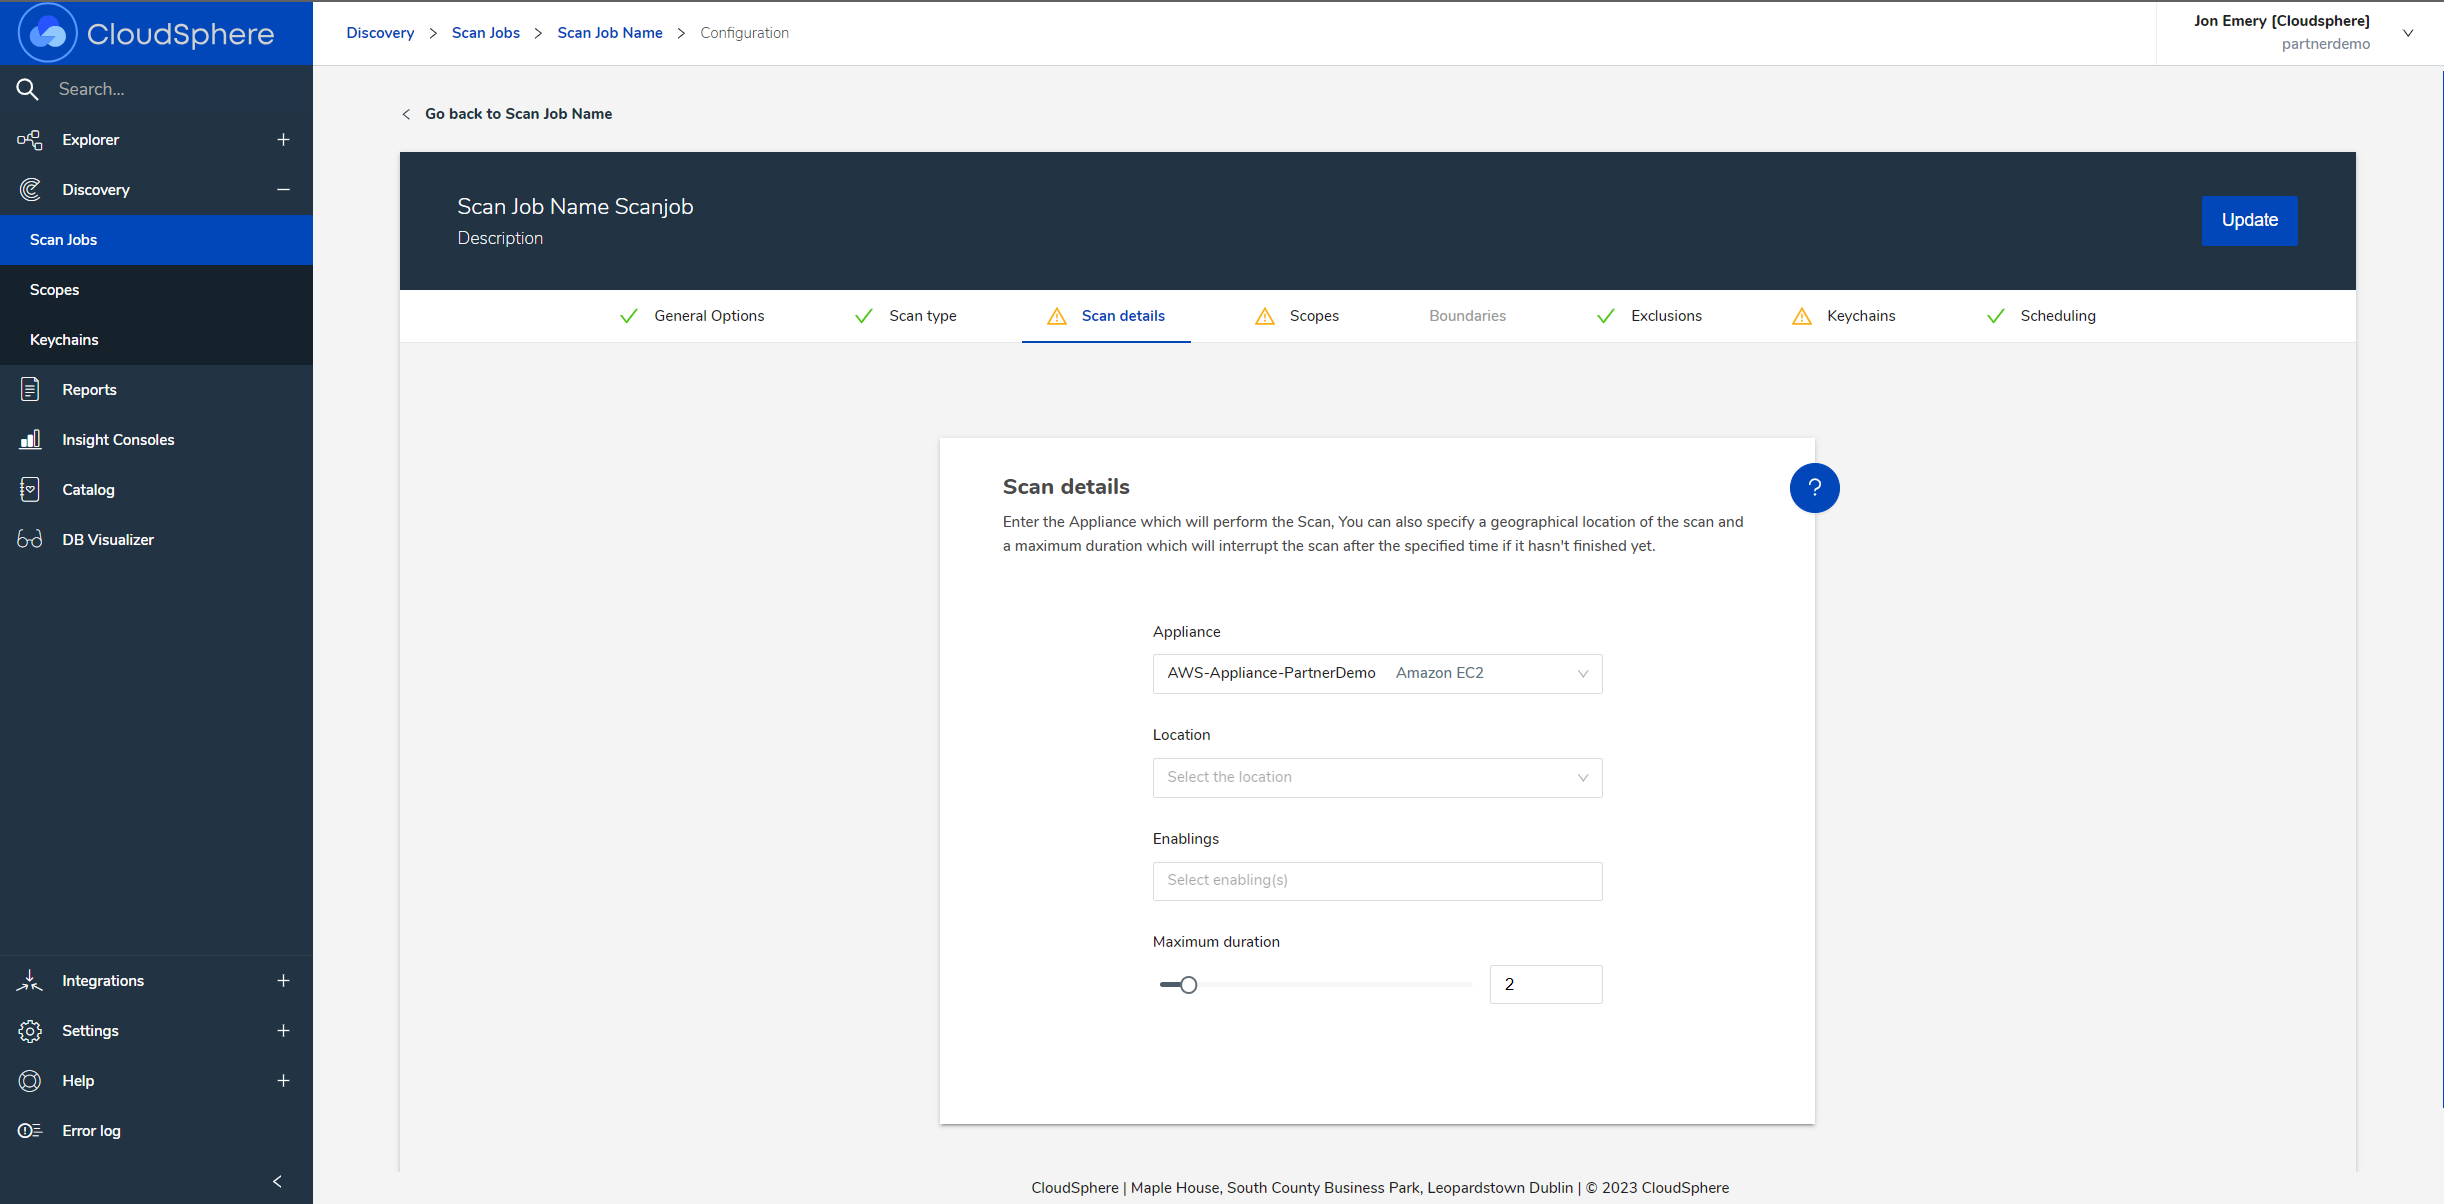 CloudSphere
Discovery > Scan Jobs > Scan Job Name > Configuration
Jon Emery [Cloudsphere]
partnerdemo
Search...
Explorer
Discovery
Scan Jobs
Scopes
Keychains
Reports
Insight Consoles
Catalog
DB Visualizer
Integrations
Settings
Help
Error log
< Go back to Scan Job Name
Scan Job Name Scanjob
Description
Update
General Options
Scan type
Scan details
Scopes
Boundaries
Exclusions
Keychains
Scheduling
Scan details
?
Enter the Appliance which will perform the Scan, You can also specify a geographical location of the scan and
a maximum duration which will interrupt the scan after the specified time if it hasn't finished yet.
Appliance
AWS-Appliance-PartnerDemo Amazon EC2
Location
Select the location
Enablings
Select enabling(s)
Maximum duration
2
CloudSphere | Maple House, South County Business Park, Leopardstown Dublin | © 2023 CloudSphere